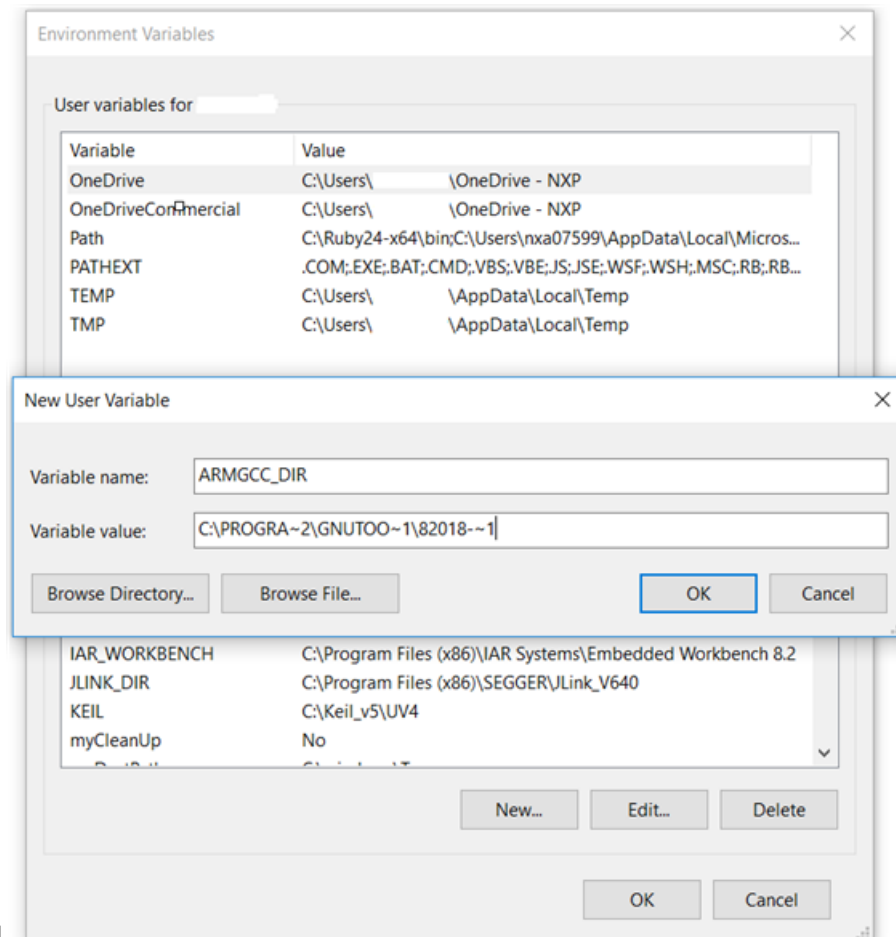 Environment Variables
User variables for
Variable Value
OneDrive C:\Users\ \OneDrive - NXP
OneDriveCommercial C:\Users\ \OneDrive - NXP
Path C:\Ruby24-x64\bin;C:\Users\nxa07599\AppData\Local\Micros...
PATHEXT .COM;.EXE;.BAT;.CMD;.VBS;.VBE;.JS;.JSE;.WSF;.WSH;.MSC;.RB;.RB...
TEMP C:\Users\ \AppData\Local\Temp
TMP C:\Users\ \AppData\Local\Temp
New User Variable
Variable name: ARMGCC_DIR
Variable value: C:\PROGRA~2\GNUTOO~1\82018-~1
Browse Directory... Browse File... OK Cancel
IAR_WORKBENCH C:\Program Files (x86)\IAR Systems\Embedded Workbench 8.2
JLINK_DIR C:\Program Files (x86)\SEGGER\JLink_V640
KEIL C:\Keil_v5\UV4
myCleanUp No
New... Edit... Delete
OK Cancel